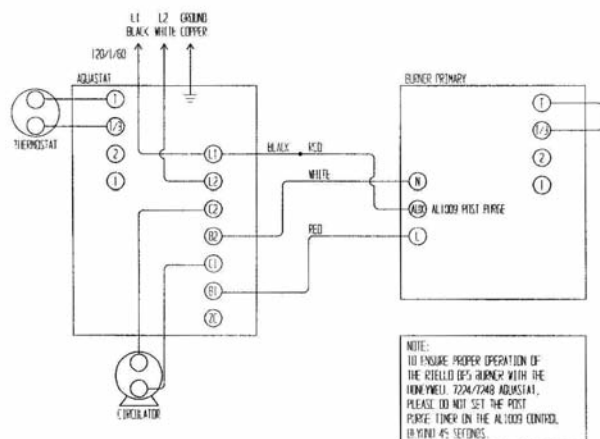 L1 L2 GROUND
BLACK WHITE COPPER
120/1/60
AQUASTAT
BURNER PRIMARY
T
T
1/3
THERMOSTAT
2
1
T/3
2
1
L1
BLACK RED
L2
WHITE
N
C2
AL1009 POST PURGE
B2
RED
L
C1
B1
ZC
CIRCULATOR
NOTE:
TO ENSURE PROPER OPERATION OF
THE RIELLO BF5 BURNER WITH THE
HONEYWELL 7224/7248 AQUASTAT,
PLEASE DO NOT SET THE POST
PURGE TIMER ON THE AL1009 CONTROL
BEYOND 45 SECONDS.